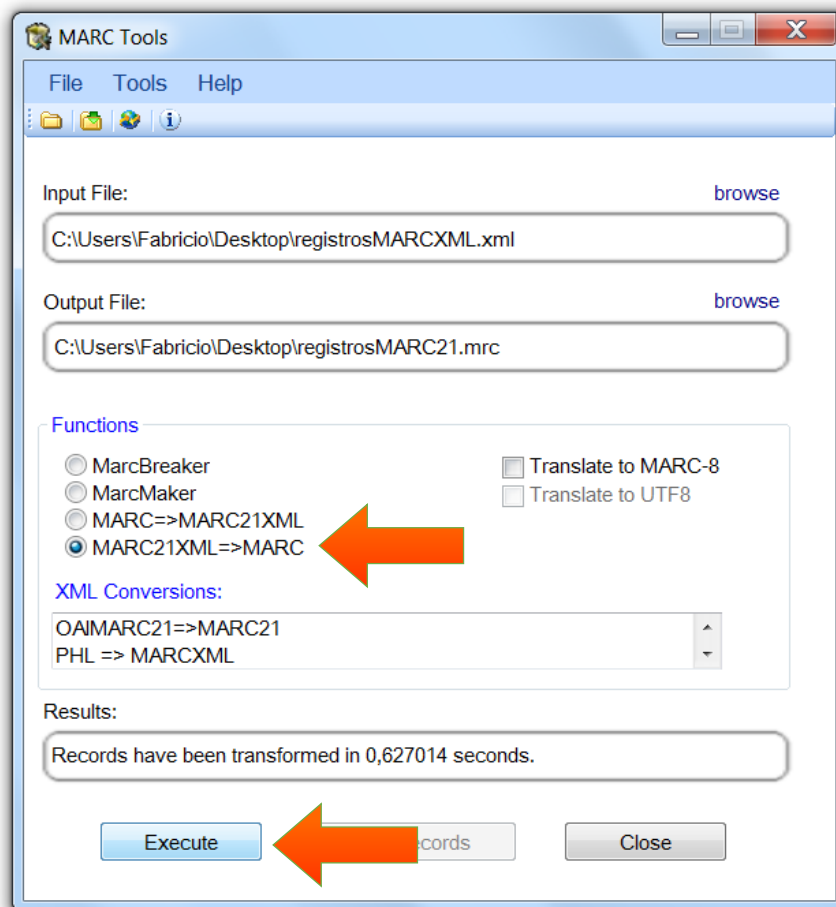 MARC Tools
File Tools Help
Input File: browse
C:\Users\Fabricio\Desktop\registrosMARCXML.xml
Output File: browse
C:\Users\Fabricio\Desktop\registrosMARC21.mrc
Functions
MarcBreaker
MarcMaker
MARC=>MARC21XML
MARC21XML=>MARC
Translate to MARC-8
Translate to UTF8
XML Conversions:
OAIMARC21=>MARC21
PHL => MARCXML
Results:
Records have been transformed in 0,627014 seconds.
Execute Close